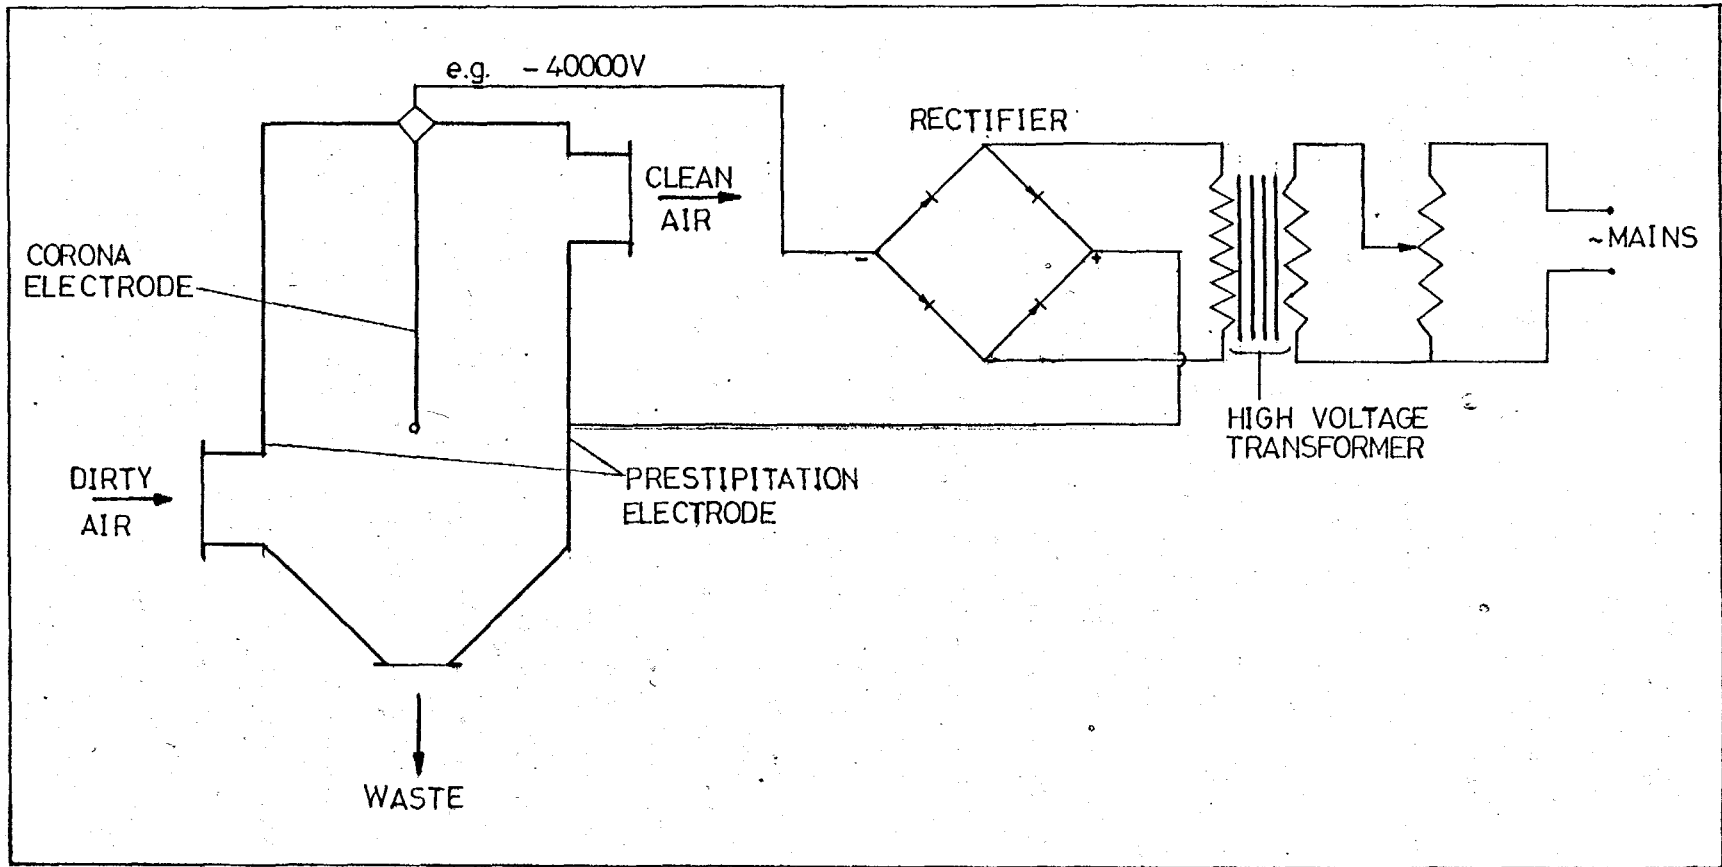 e.g. -40000V
RECTIFIER
CLEAN
AIR
CORONA
ELECTRODE
-
+
~MAINS
HIGH VOLTAGE
TRANSFORMER
DIRTY
AIR
PRESTIPITATION
ELECTRODE
WASTE